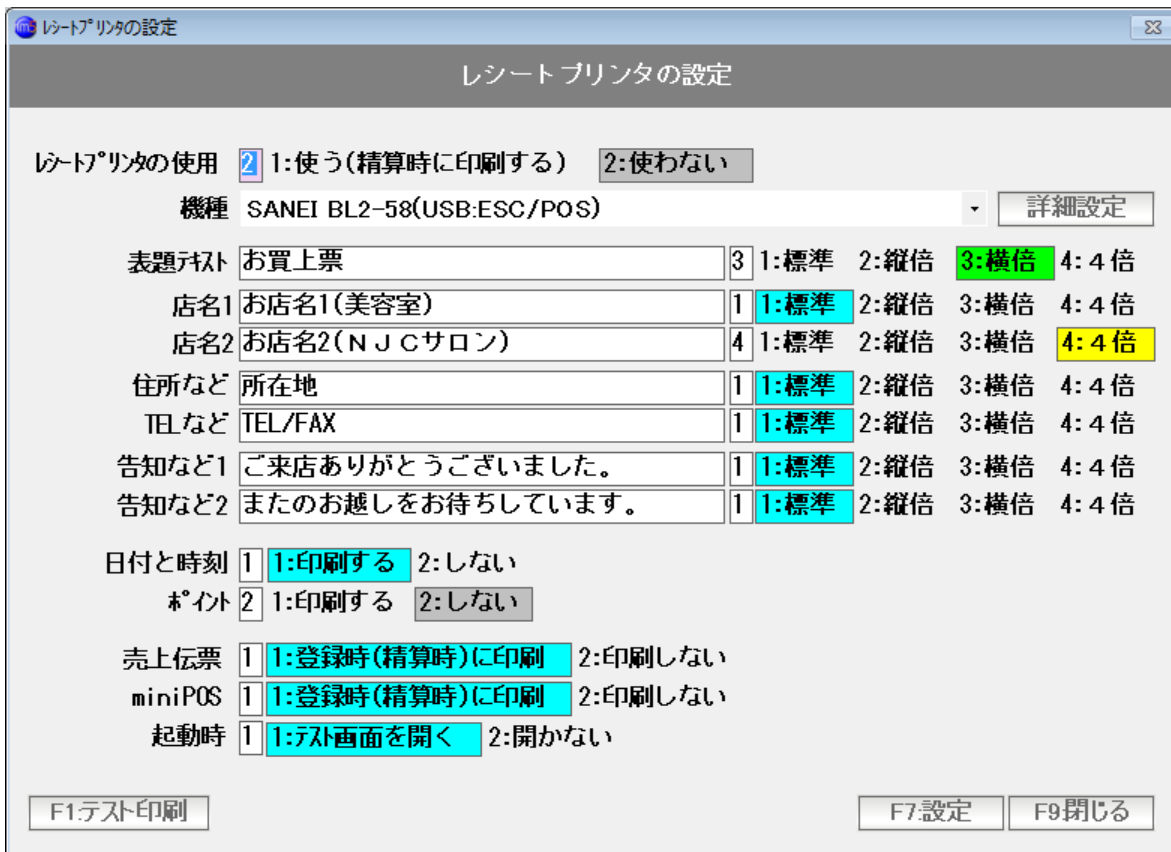 ﾚｼｰﾄﾌﾟﾘﾝﾀの設定
レシートプリンタの設定
ﾚｼｰﾄﾌﾟﾘﾝﾀの使用 2 1:使う(精算時に印刷する) 2:使わない
機種 SANEI BL2-58(USB:ESC/POS) 詳細設定
表題ﾃｷｽﾄ お買上票 3 1:標準 2:縦倍 3:横倍 4:４倍
店名1 お店名1(美容室) 1 1:標準 2:縦倍 3:横倍 4:４倍
店名2 お店名2(ＮＪＣサロン) 4 1:標準 2:縦倍 3:横倍 4:４倍
住所など 所在地 1 1:標準 2:縦倍 3:横倍 4:４倍
TELなど TEL/FAX 1 1:標準 2:縦倍 3:横倍 4:４倍
告知など1 ご来店ありがとうございました。 1 1:標準 2:縦倍 3:横倍 4:４倍
告知など2 またのお越しをお待ちしています。 1 1:標準 2:縦倍 3:横倍 4:４倍
日付と時刻 1 1:印刷する 2:しない
ﾎﾟｲﾝﾄ 2 1:印刷する 2:しない
売上伝票 1 1:登録時(精算時)に印刷 2:印刷しない
miniPOS 1 1:登録時(精算時)に印刷 2:印刷しない
起動時 1 1:ﾃｽﾄ画面を開く 2:開かない
F1:テスト印刷 F7:設定 F9:閉じる